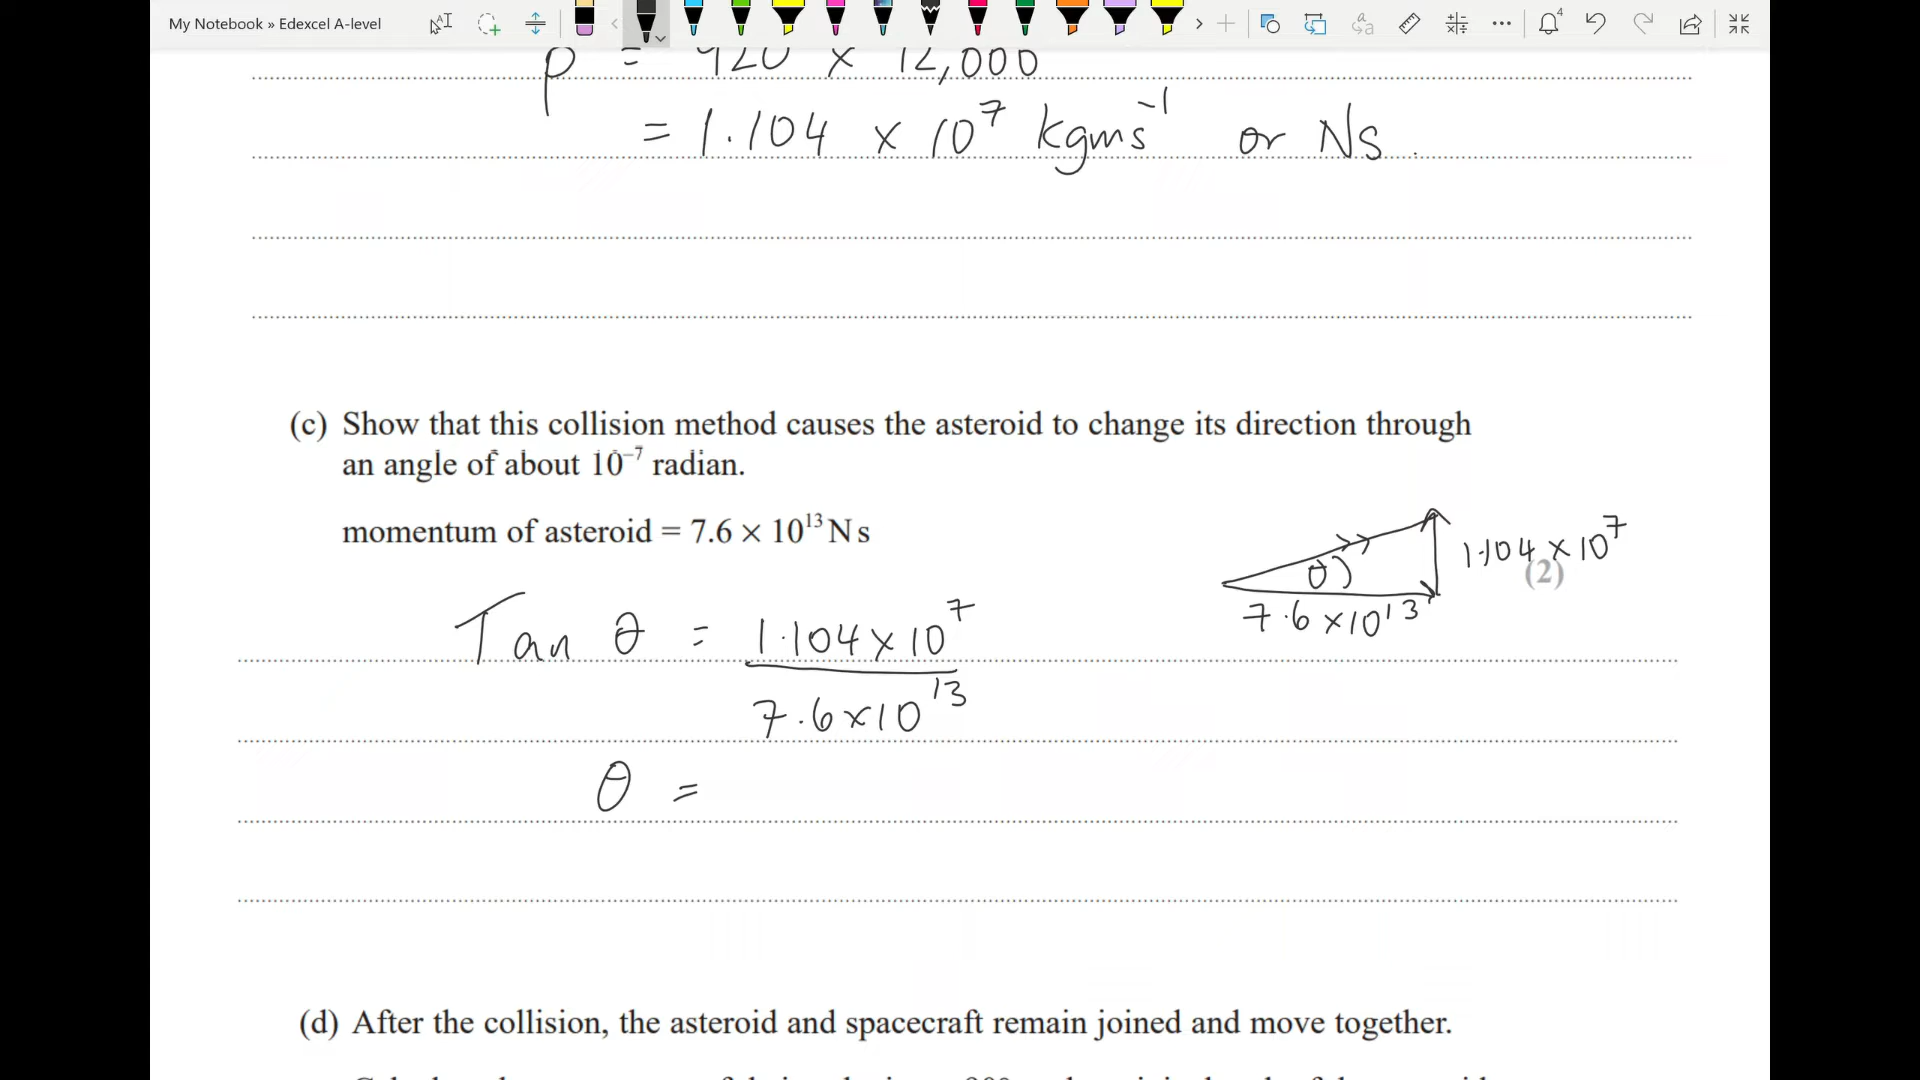 My Notebook » Edexcel A-level
p = 920 x 12,000
= 1.104 x 10⁷ kgms⁻¹ or Ns.
(c) Show that this collision method causes the asteroid to change its direction through
an angle of about 10⁻⁷ radian.
momentum of asteroid = 7.6 × 10¹³ N s
(2)
θ
1.104 x 10⁷
7.6 x10¹³
Tan θ = 1.104 x 10⁷
7.6 x10¹³
θ =
(d) After the collision, the asteroid and spacecraft remain joined and move together.